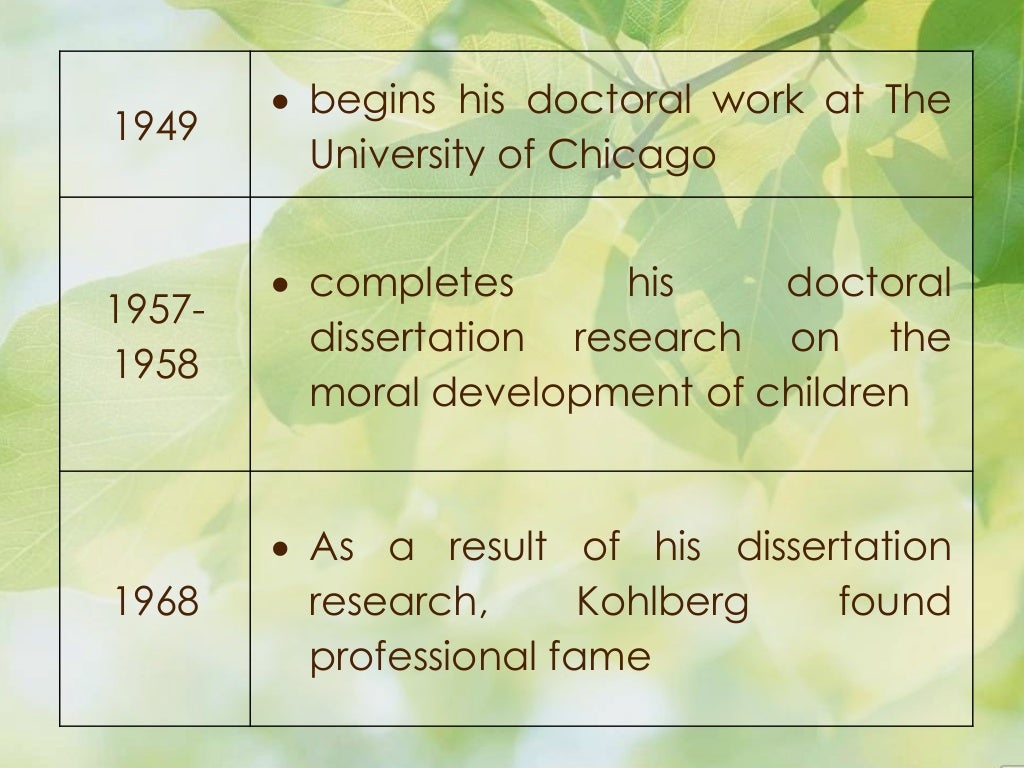 1949
• begins his doctoral work at The
University of Chicago
1957-
1958
• completes his doctoral
dissertation research on the
moral development of children
1968
• As a result of his dissertation
research, Kohlberg found
professional fame